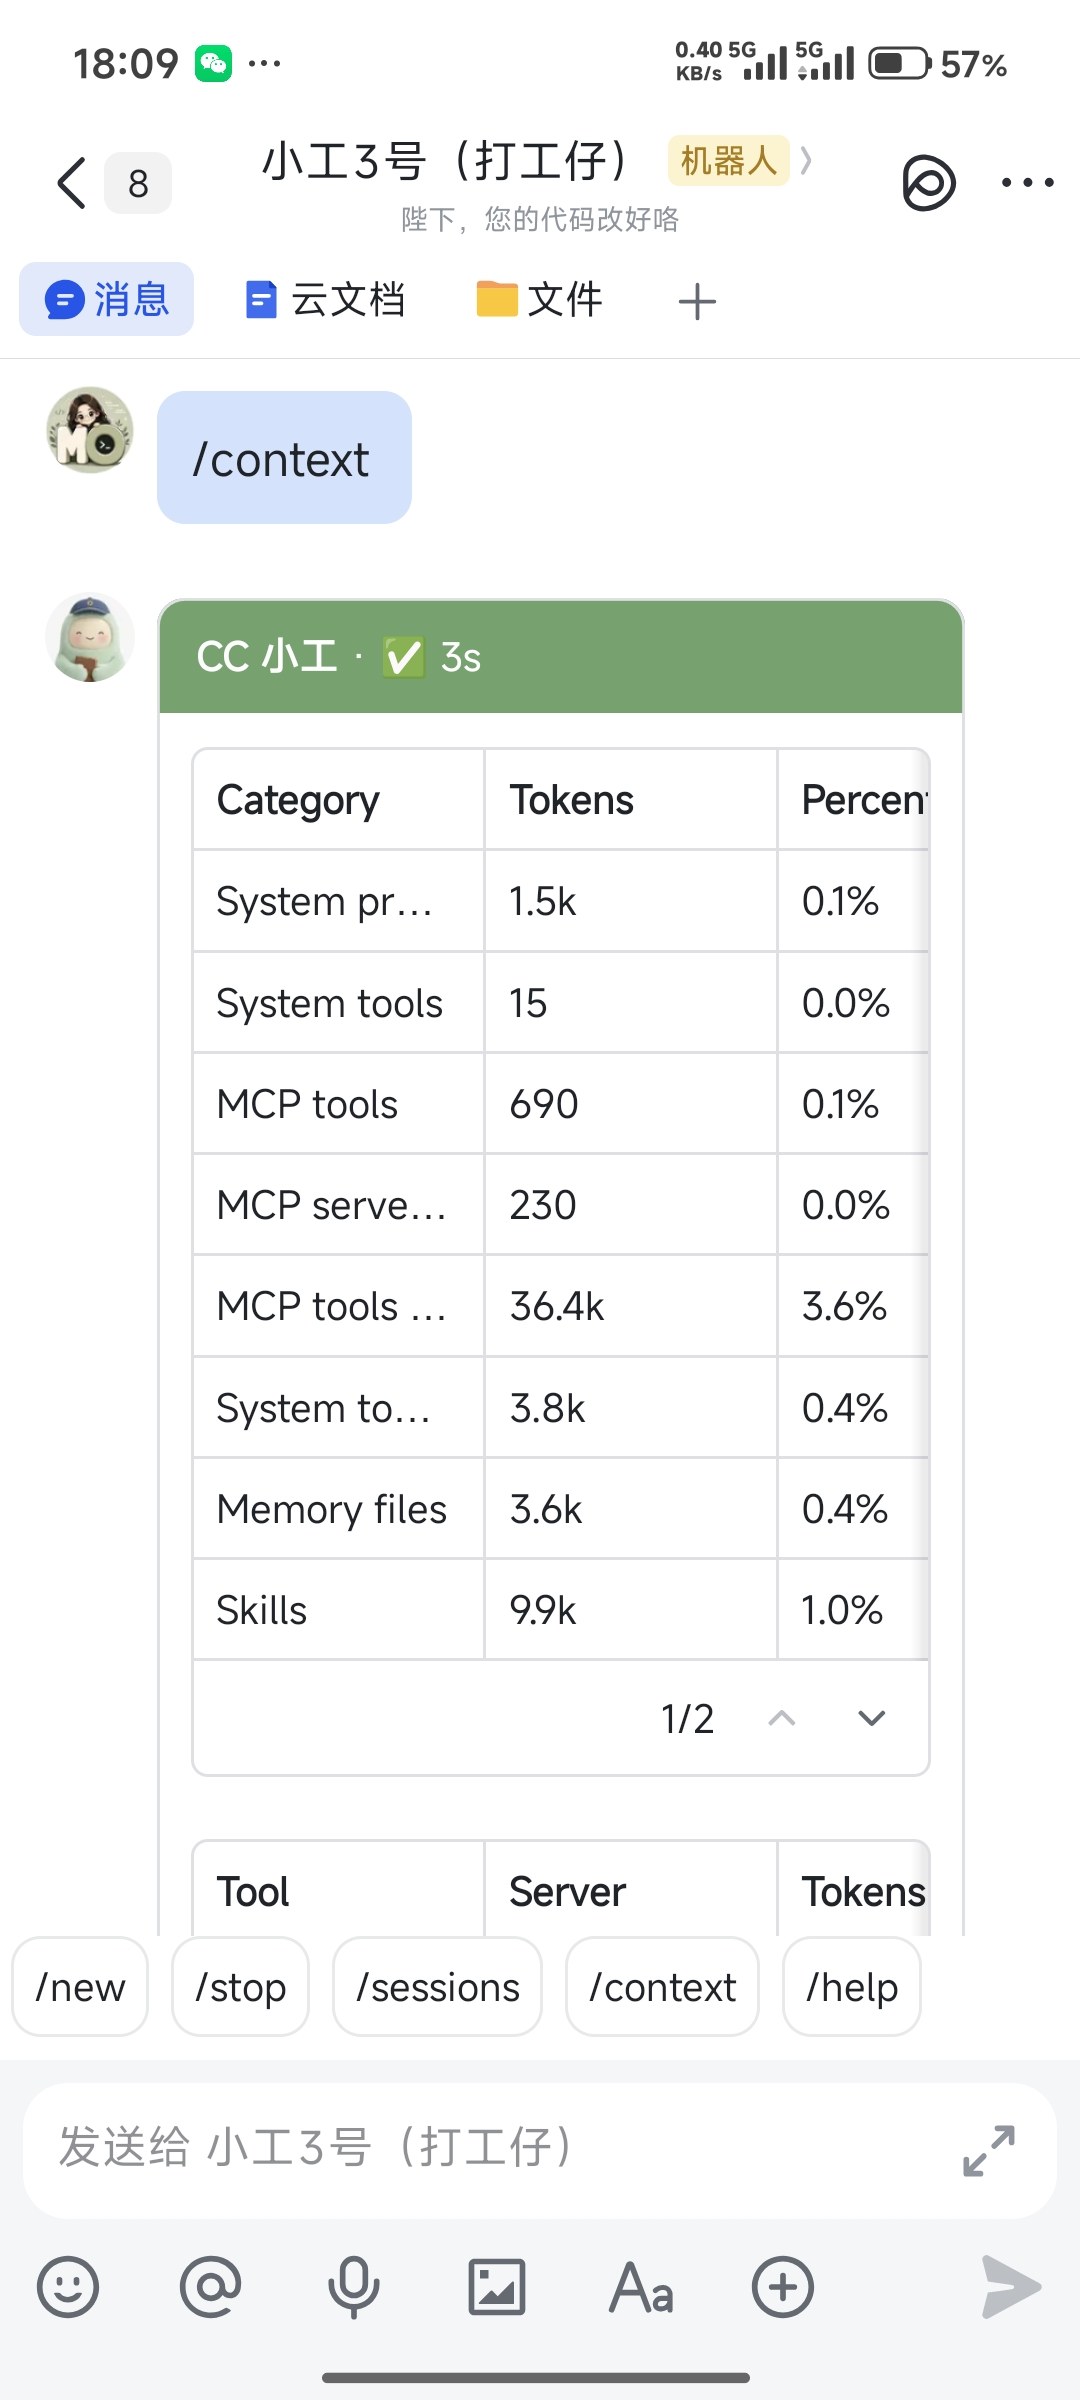 18:09 ...
0.40 KB/s 5G 5G 57%
8
小工3号（打工仔） 机器人
陛下，您的代码改好咯
消息 云文档 文件
MO
/context
CC 小工 · ✅ 3s
Category Tokens Percent
System pr... 1.5k 0.1%
System tools 15 0.0%
MCP tools 690 0.1%
MCP serve... 230 0.0%
MCP tools ... 36.4k 3.6%
System to... 3.8k 0.4%
Memory files 3.6k 0.4%
Skills 9.9k 1.0%
1/2
Tool Server Tokens
/new /stop /sessions /context /help
发送给 小工3号（打工仔）
Aa